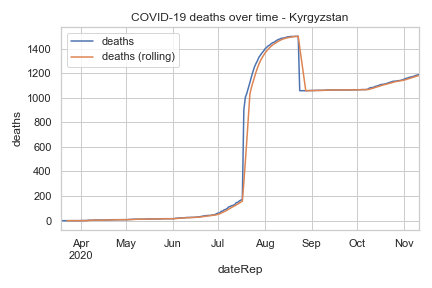 COVID-19 deaths over time - Kyrgyzstan
deaths
deaths (rolling)
1400
1200
1000
800
600
400
200
0
deaths
Apr May Jun Jul Aug Sep Oct Nov
2020
dateRep